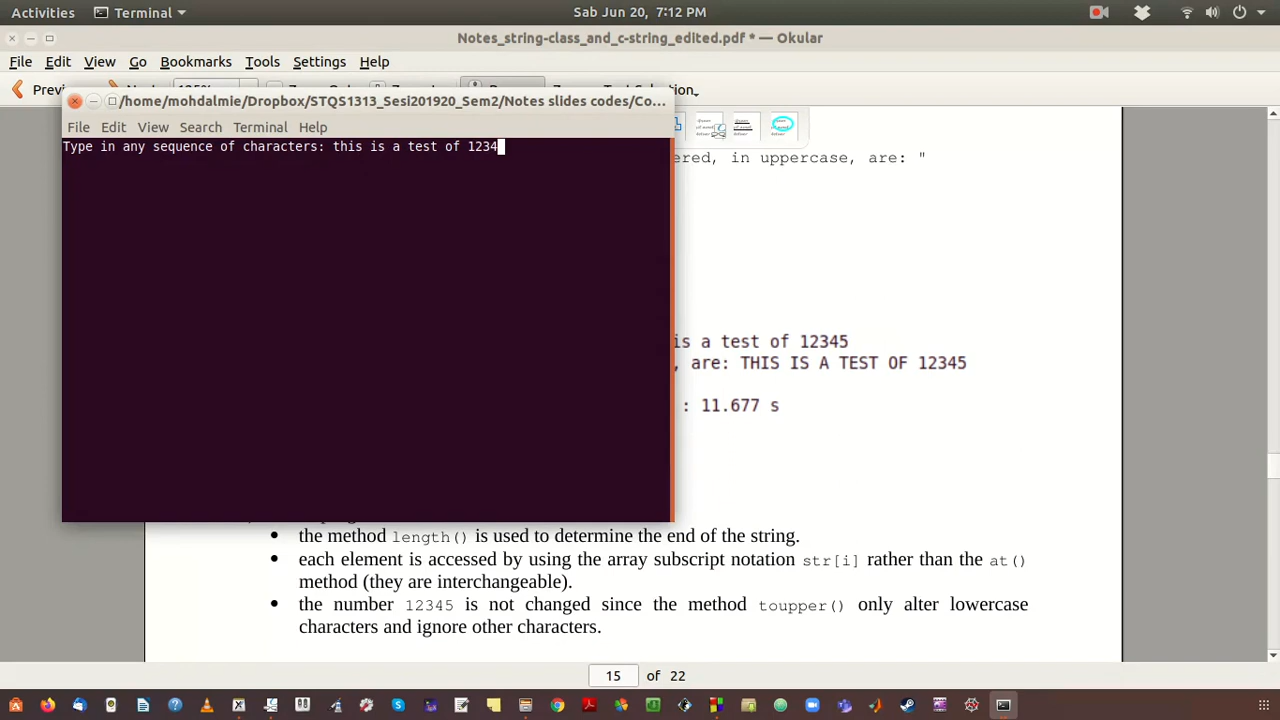 Activities
Terminal
Sab Jun 20, 7:12 PM
Notes_string-class_and_c-string_edited.pdf * — Okular
File Edit View Go Bookmarks Tools Settings Help
/home/mohdalmie/Dropbox/STQS1313_Sesi201920_Sem2/Notes slides codes/Co...
File Edit View Search Terminal Help
Type in any sequence of characters: this is a test of 1234
ered, in uppercase, are: "
is a test of 12345
, are: THIS IS A TEST OF 12345
: 11.677 s
the method length() is used to determine the end of the string.
each element is accessed by using the array subscript notation str[i] rather than the at()
method (they are interchangeable).
the number 12345 is not changed since the method toupper() only alter lowercase
characters and ignore other characters.
15 of 22